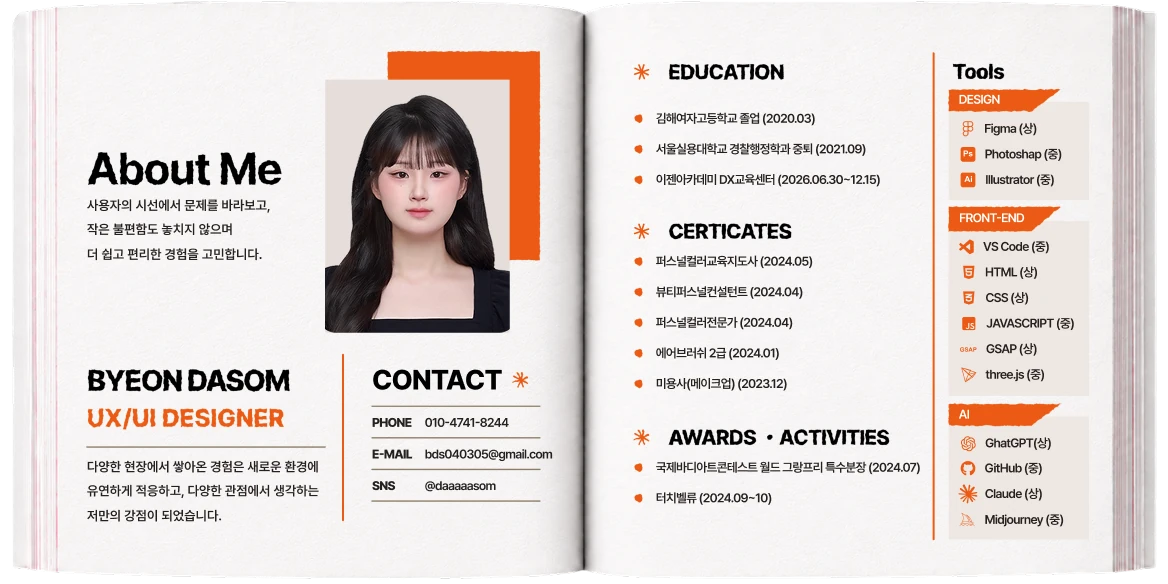 About Me
사용자의 시선에서 문제를 바라보고,
작은 불편함도 놓치지 않으며
더 쉽고 편리한 경험을 고민합니다.
BYEON DASOM
UX/UI DESIGNER
다양한 현장에서 쌓아온 경험은 새로운 환경에
유연하게 적응하고, 다양한 관점에서 생각하는
저만의 강점이 되었습니다.
CONTACT
PHONE 010-4741-8244
E-MAIL bds040305@gmail.com
SNS @daaaaasom
EDUCATION
김해여자고등학교 졸업 (2020.03)
서울실용대학교 경찰행정학과 중퇴 (2021.09)
이젠아카데미 DX교육센터 (2026.06.30~12.15)
CERTICATES
퍼스널컬러교육지도사 (2024.05)
뷰티퍼스널컨설턴트 (2024.04)
퍼스널컬러전문가 (2024.04)
에어브러쉬 2급 (2024.01)
미용사(메이크업) (2023.12)
AWARDS・ACTIVITIES
국제바디아트콘테스트 월드 그랑프리 특수분장 (2024.07)
터치벨류 (2024.09~10)
Tools
DESIGN
Figma (상)
Ps Photoshap (중)
Ai Illustrator (중)
FRONT-END
VS Code (중)
HTML (상)
CSS (상)
JS JAVASCRIPT (중)
GSAP GSAP (상)
three.js (중)
AI
GhatGPT(상)
GitHub (중)
Claude (상)
Midjourney (중)